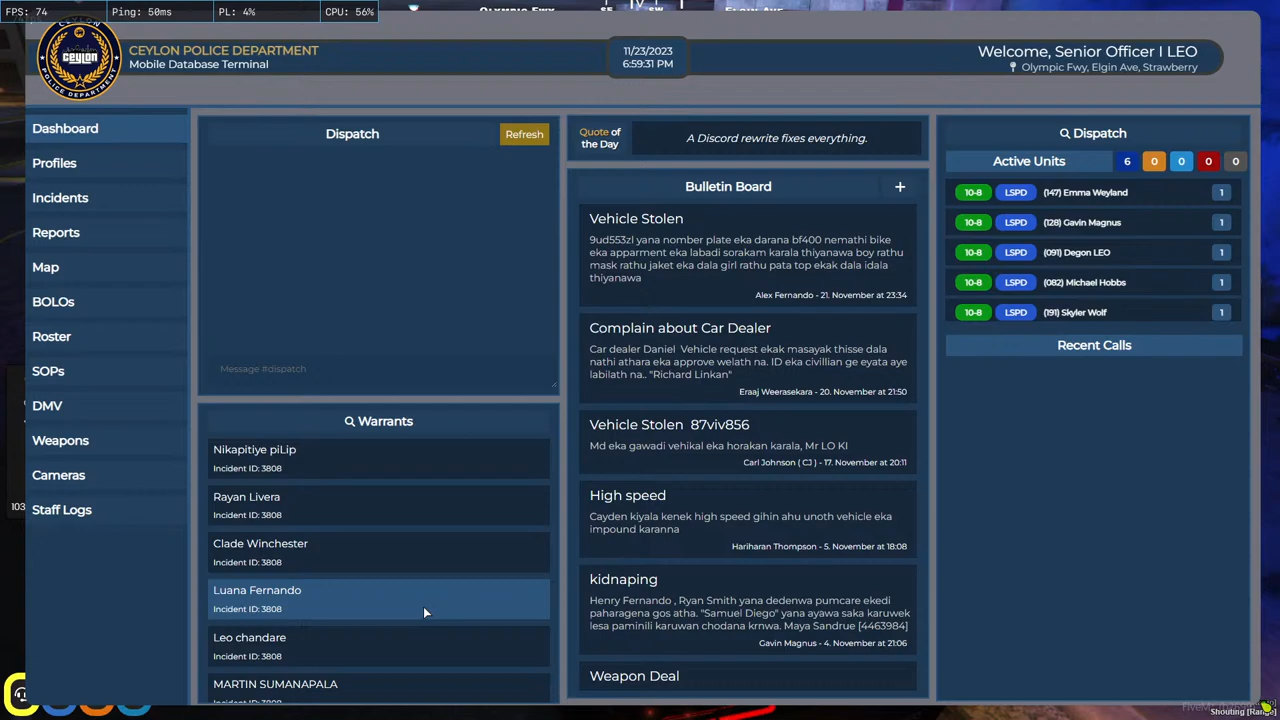 FPS: 74
Ping: 50ms
PL: 4%
CPU: 56%
ceylon
CEYLON POLICE DEPARTMENT
Mobile Database Terminal
11/23/2023
6:59:31 PM
Welcome, Senior Officer I LEO
Olympic Fwy, Elgin Ave, Strawberry
Dashboard
Profiles
Incidents
Reports
Map
BOLOs
Roster
SOPs
DMV
Weapons
Cameras
Staff Logs
Dispatch
Refresh
Message #dispatch
Warrants
Nikapitiye piLip
Incident ID: 3808
Rayan Livera
Incident ID: 3808
Clade Winchester
Incident ID: 3808
Luana Fernando
Incident ID: 3808
Leo chandare
Incident ID: 3808
MARTIN SUMANAPALA
Quote of
the Day
A Discord rewrite fixes everything.
Bulletin Board
+
Vehicle Stolen
9ud553zl yana nomber plate eka darana bf400 nemathi bike
eka apparment eka labadi sorakam karala thiyanawa boy rathu
mask rathu jaket eka dala girl rathu pata top ekak dala idala
thiyanawa
Alex Fernando - 21. November at 23:34
Complain about Car Dealer
Car dealer Daniel Vehicle request ekak masayak thisse dala
nathi athara eka approve welath na. ID eka civillian ge eyata aye
labilath na.. "Richard Linkan"
Eraaj Weerasekara - 20. November at 21:50
Vehicle Stolen 87viv856
Md eka gawadi vehikal eka horakan karala, Mr LO KI
Carl Johnson ( CJ ) - 17. November at 20:11
High speed
Cayden kiyala kenek high speed gihin ahu unoth vehicle eka
impound karanna
Hariharan Thompson - 5. November at 18:08
kidnaping
Henry Fernando , Ryan Smith yana dedenwa pumcare ekedi
paharagena gos atha. "Samuel Diego" yana ayawa saka karuwek
lesa paminili karuwan chodana krnwa. Maya Sandrue [4463984]
Gavin Magnus - 4. November at 21:06
Weapon Deal
Dispatch
Active Units
6
0
0
0
0
10-8 LSPD (147) Emma Weyland 1
10-8 LSPD (128) Gavin Magnus 1
10-8 LSPD (091) Degon LEO 1
10-8 LSPD (082) Michael Hobbs 1
10-8 LSPD (191) Skyler Wolf 1
Recent Calls
103
Shouting [Range]